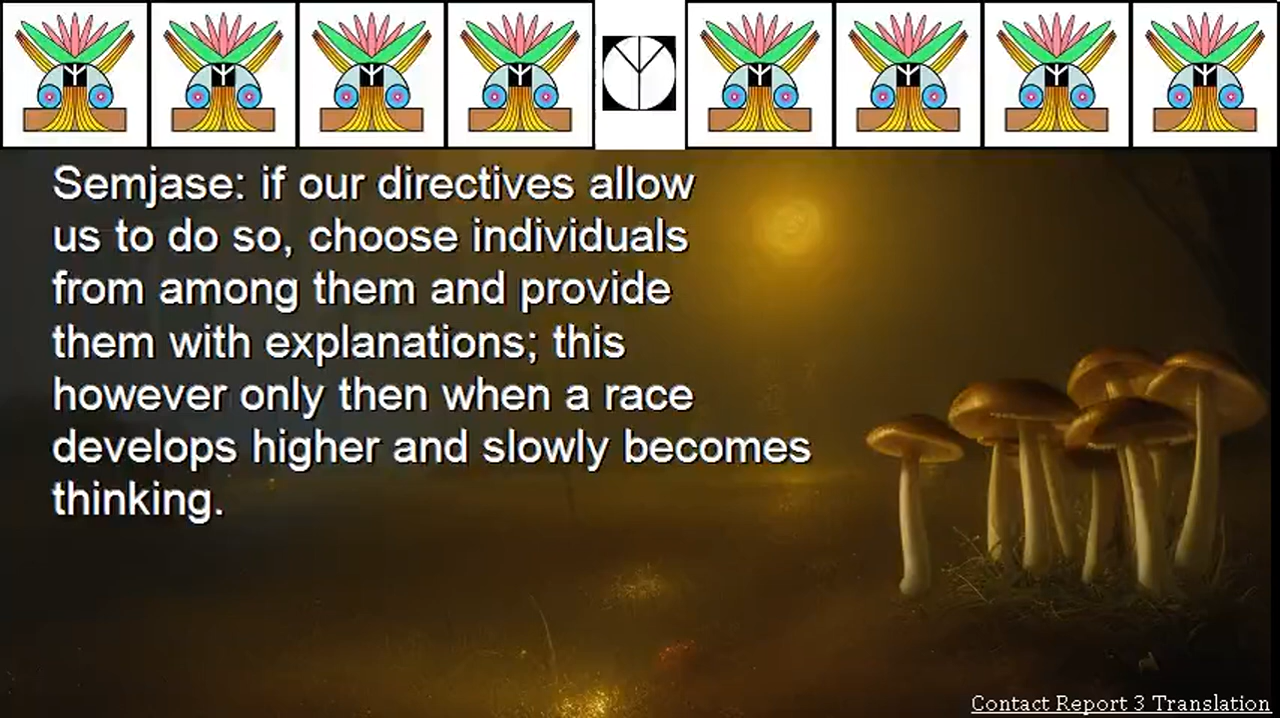 Semjase: if our directives allow
us to do so, choose individuals
from among them and provide
them with explanations; this
however only then when a race
develops higher and slowly becomes
thinking.
Contact Report 3 Translation